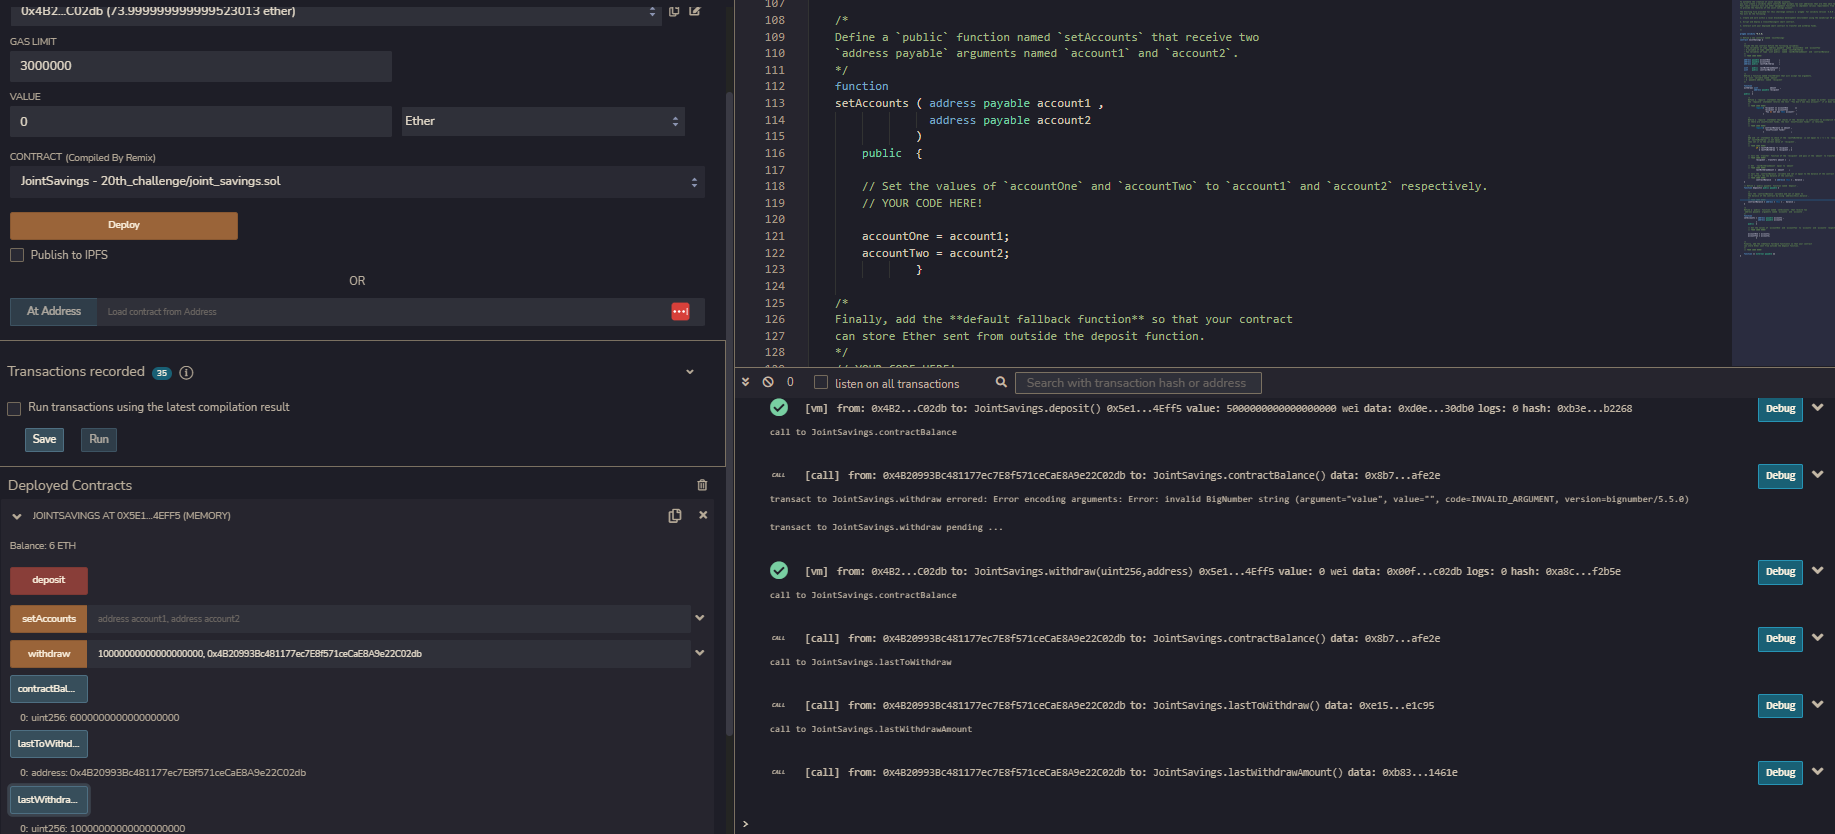 0x4B2...C02db (73.999999999999523013 ether)
GAS LIMIT
3000000
VALUE
0
Ether
CONTRACT (Compiled By Remix)
JointSavings - 20th_challenge/joint_savings.sol
Deploy
Publish to IPFS
OR
At Address
Load contract from Address
Transactions recorded 35
Run transactions using the latest compilation result
Save
Run
Deployed Contracts
JOINTSAVINGS AT 0X5E1...4EFF5 (MEMORY)
Balance: 6 ETH
deposit
setAccounts address account1, address account2
withdraw 10000000000000000000, 0x4B20993Bc481177ec7E8f571ceCaE8A9e22C02db
contractBal...
0: uint256: 6000000000000000000
lastToWithd...
0: address: 0x4B20993Bc481177ec7E8f571ceCaE8A9e22C02db
lastWithdra...
0: uint256: 10000000000000000000
107
108 /*
109 Define a `public` function named `setAccounts` that receive two
110 `address payable` arguments named `account1` and `account2`.
111 */
112 function
113 setAccounts ( address payable account1 ,
114 address payable account2
115 )
116 public {
117
118 // Set the values of `accountOne` and `accountTwo` to `account1` and `account2` respectively.
119 // YOUR CODE HERE!
120
121 accountOne = account1;
122 accountTwo = account2;
123 }
124
125 /*
126 Finally, add the **default fallback function** so that your contract
127 can store Ether sent from outside the deposit function.
128 */
129 // YOUR CODE HERE!
0
listen on all transactions
Search with transaction hash or address
[vm] from: 0x4B2...C02db to: JointSavings.deposit() 0x5e1...4Eff5 value: 5000000000000000000 wei data: 0xd0e...30db0 logs: 0 hash: 0xb3e...b2268
Debug
call to JointSavings.contractBalance
CALL [call] from: 0x4B20993Bc481177ec7E8f571ceCaE8A9e22C02db to: JointSavings.contractBalance() data: 0x8b7...afe2e
Debug
transact to JointSavings.withdraw errored: Error encoding arguments: Error: invalid BigNumber string (argument="value", value="", code=INVALID_ARGUMENT, version=bignumber/5.5.0)
transact to JointSavings.withdraw pending ...
[vm] from: 0x4B2...C02db to: JointSavings.withdraw(uint256,address) 0x5e1...4Eff5 value: 0 wei data: 0x00f...c02db logs: 0 hash: 0xa8c...f2b5e
Debug
call to JointSavings.contractBalance
CALL [call] from: 0x4B20993Bc481177ec7E8f571ceCaE8A9e22C02db to: JointSavings.contractBalance() data: 0x8b7...afe2e
Debug
call to JointSavings.lastToWithdraw
CALL [call] from: 0x4B20993Bc481177ec7E8f571ceCaE8A9e22C02db to: JointSavings.lastToWithdraw() data: 0xe15...e1c95
Debug
call to JointSavings.lastWithdrawAmount
CALL [call] from: 0x4B20993Bc481177ec7E8f571ceCaE8A9e22C02db to: JointSavings.lastWithdrawAmount() data: 0xb83...1461e
Debug
>